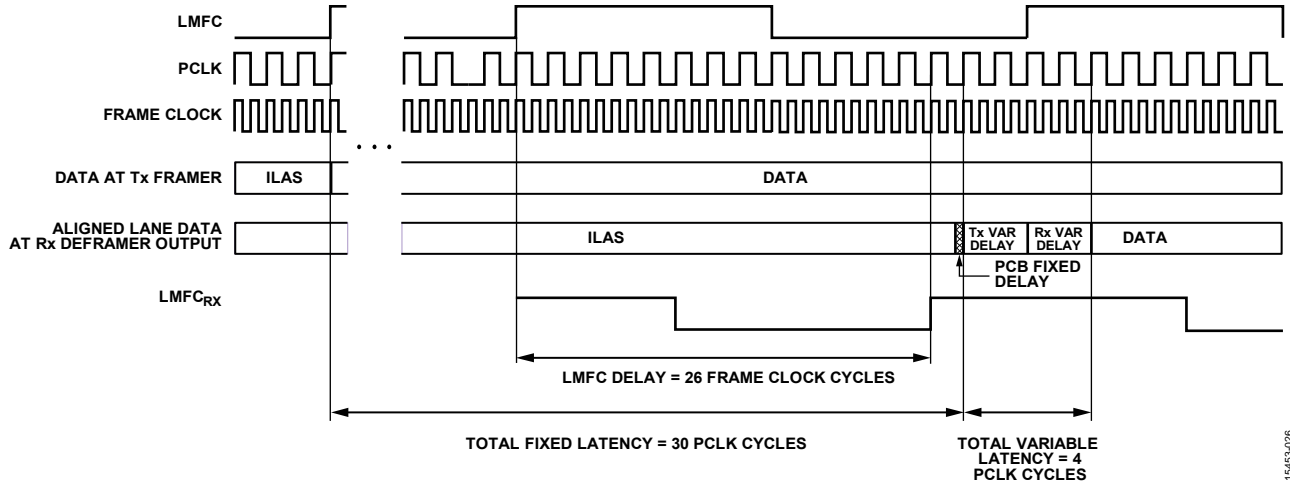 LMFC
PCLK
FRAME CLOCK
. . .
DATA AT Tx FRAMER
ILAS
DATA
ALIGNED LANE DATA
AT Rx DEFRAMER OUTPUT
ILAS
Tx VAR
DELAY
Rx VAR
DELAY
DATA
PCB FIXED
DELAY
LMFCRX
LMFC DELAY = 26 FRAME CLOCK CYCLES
TOTAL FIXED LATENCY = 30 PCLK CYCLES
TOTAL VARIABLE
LATENCY = 4
PCLK CYCLES
15453-026